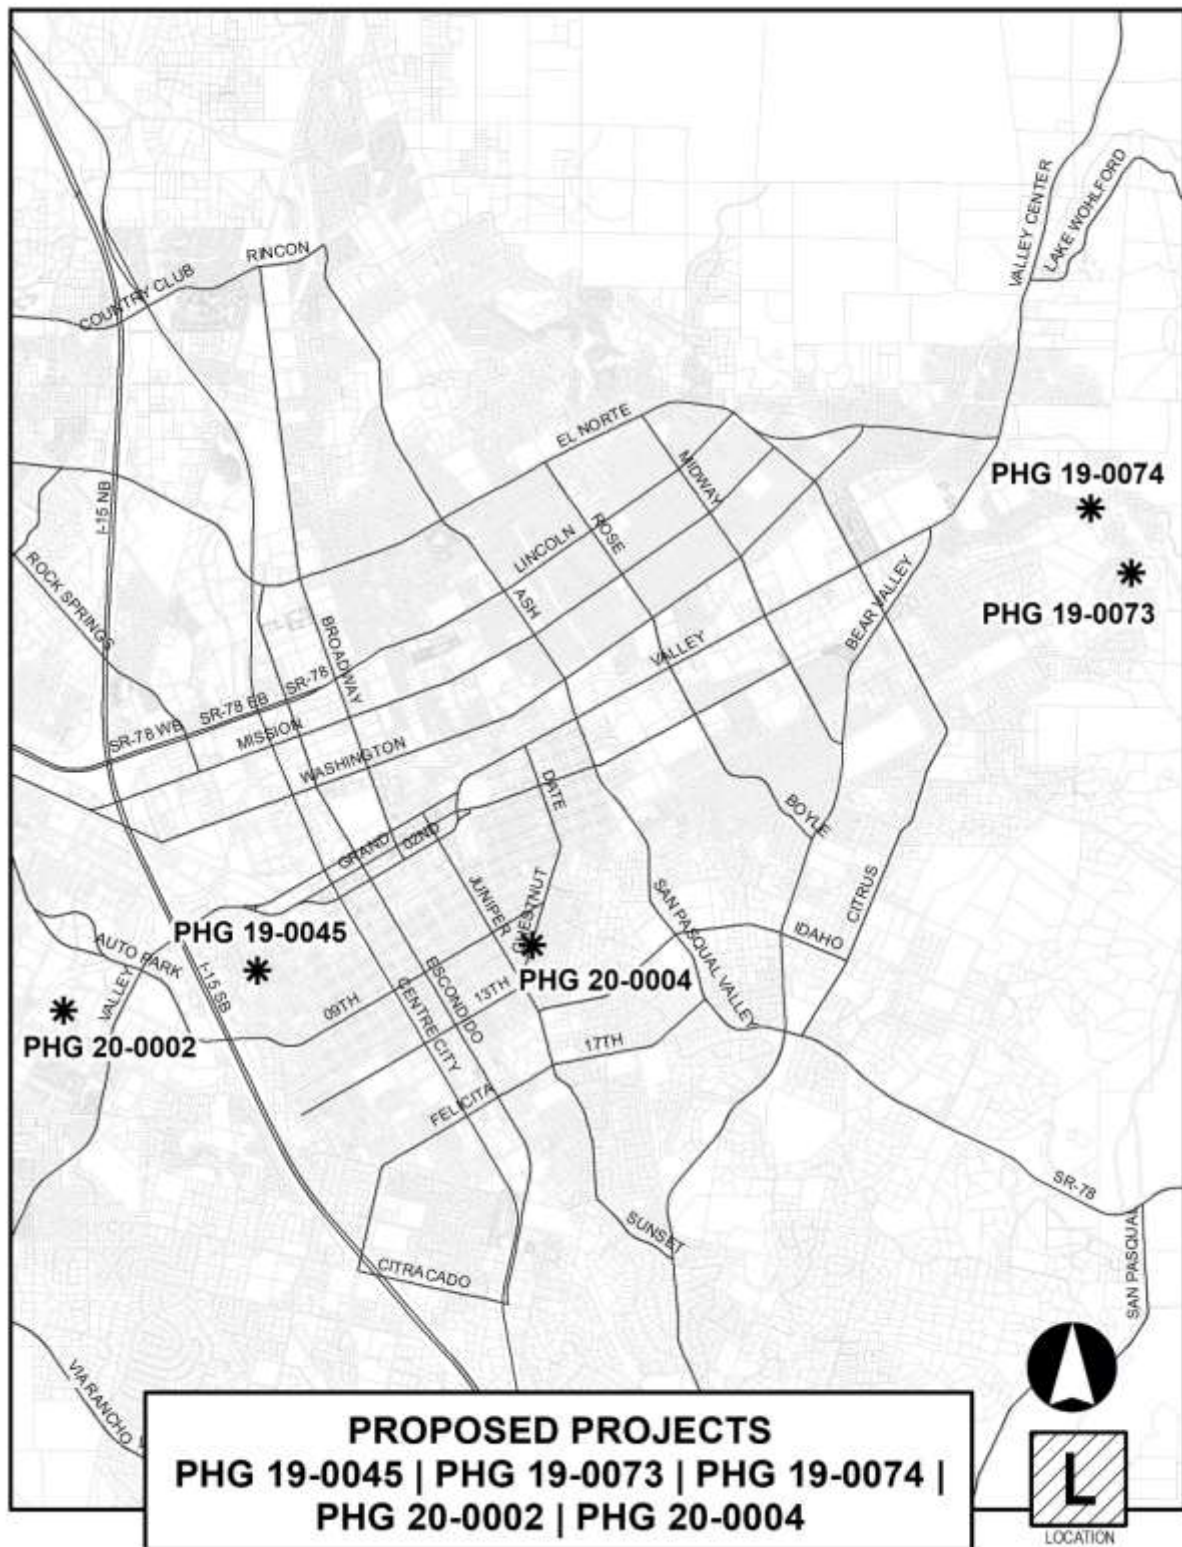 VALLEY CENTER
LAKE WOHLFORD
RINCON
COUNTRY CLUB
EL NORTE
MIDWAY
PHG 19-0074
I-15 NB
ROSE
LINCOLN
ROCK SPRINGS
ASH
BEAR VALLEY
PHG 19-0073
BROADWAY
VALLEY
SR-78
SR-78 EB
SR-78 WB
MISSION
WASHINGTON
DATE
BOYLE
GRAND
02ND
JUNIPER
CHESTNUT
SAN PASQUAL VALLEY
CITRUS
IDAHO
PHG 19-0045
AUTO PARK
I-15 SB
VALLEY
PHG 20-0004
ESCONDIDO
CENTRE CITY
13TH
09TH
PHG 20-0002
17TH
FELICITA
SR-78
SUNSET
SAN PASQUAL
CITRACADO
VIA RANCHO
PROPOSED PROJECTS
PHG 19-0045 | PHG 19-0073 | PHG 19-0074 |
PHG 20-0002 | PHG 20-0004
L
LOCATION